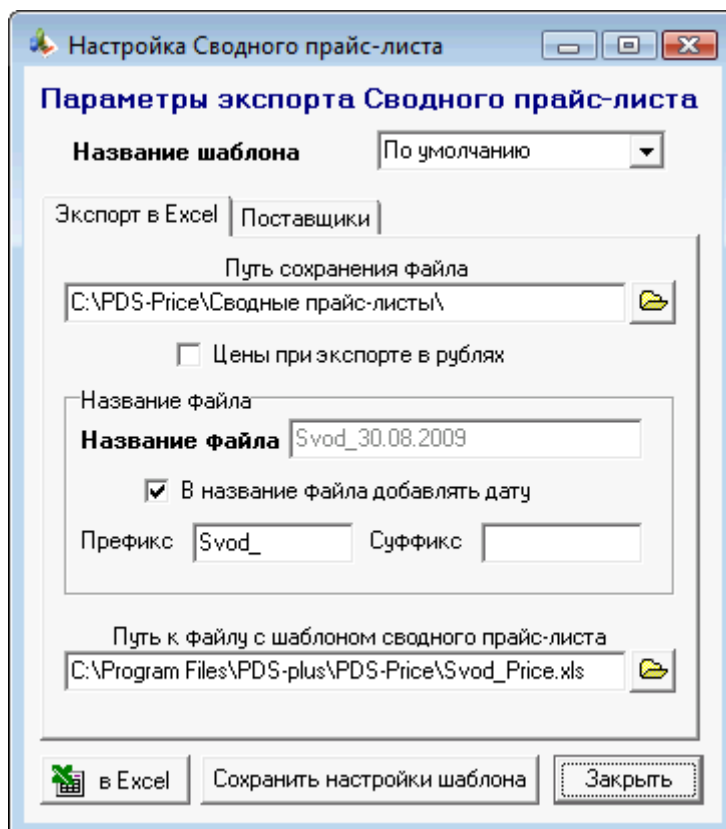 Настройка Сводного прайс-листа
Параметры экспорта Сводного прайс-листа
Название шаблона По умолчанию
Экспорт в Excel Поставщики
Путь сохранения файла
C:\PDS-Price\Сводные прайс-листы\
Цены при экспорте в рублях
Название файла
Название файла Svod_30.08.2009
В название файла добавлять дату
Префикс Svod_ Суффикс
Путь к файлу с шаблоном сводного прайс-листа
C:\Program Files\PDS-plus\PDS-Price\Svod_Price.xls
в Excel Сохранить настройки шаблона Закрыть